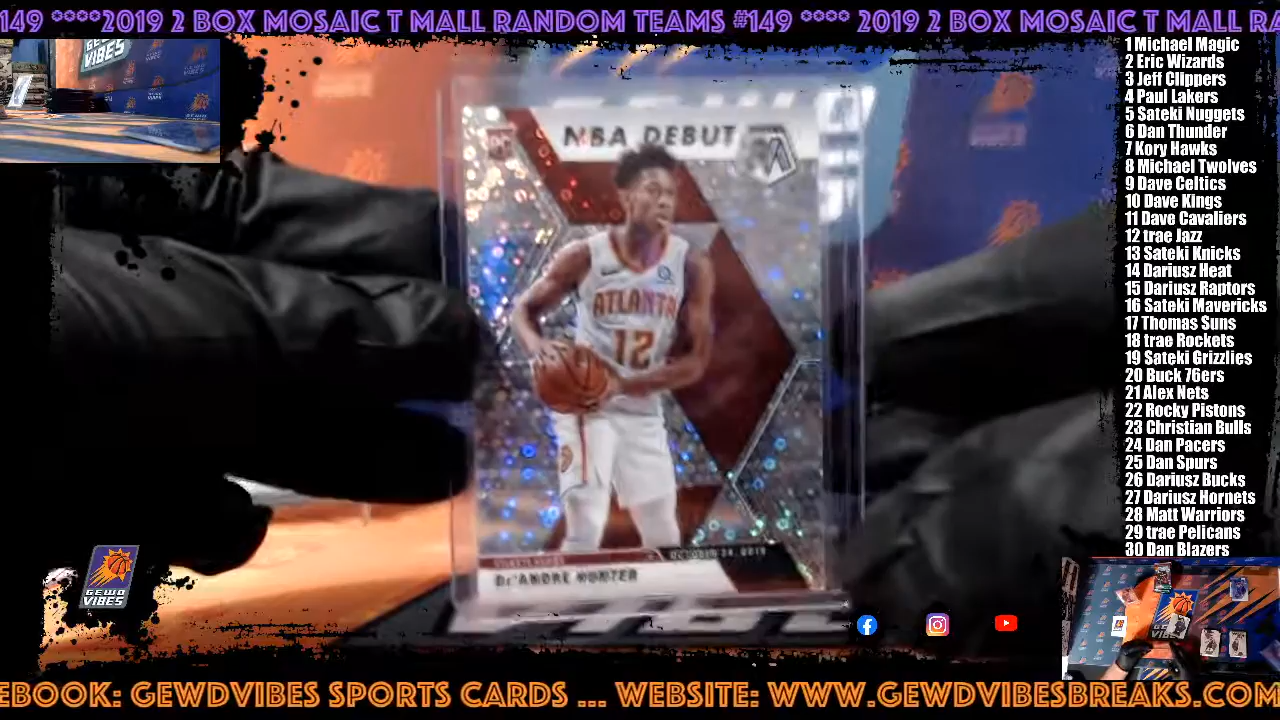 149 ****2019 2 BOX MOSAIC T MALL RANDOM TEAMS #149 **** 2019 2 BOX MOSAIC T MALL RA
GEWD
VIBES
1 Michael Magic
2 Eric Wizards
3 Jeff Clippers
4 Paul Lakers
5 Sateki Nuggets
6 Dan Thunder
7 Kory Hawks
8 Michael Twolves
9 Dave Celtics
10 Dave Kings
11 Dave Cavaliers
12 trae Jazz
13 Sateki Knicks
14 Dariusz Heat
15 Dariusz Raptors
16 Sateki Mavericks
17 Thomas Suns
18 trae Rockets
19 Sateki Grizzlies
20 Buck 76ers
21 Alex Nets
22 Rocky Pistons
23 Christian Bulls
24 Dan Pacers
25 Dan Spurs
26 Dariusz Bucks
27 Dariusz Hornets
28 Matt Warriors
29 trae Pelicans
30 Dan Blazers
RC
NBA DEBUT
ATLANTA
12
OCTOBER 24, 2019
DE'ANDRE HUNTER
GEWD
VIBES
EBOOK: GEWDVIBES SPORTS CARDS ... WEBSITE: WWW.GEWDVIBESBREAKS.COM